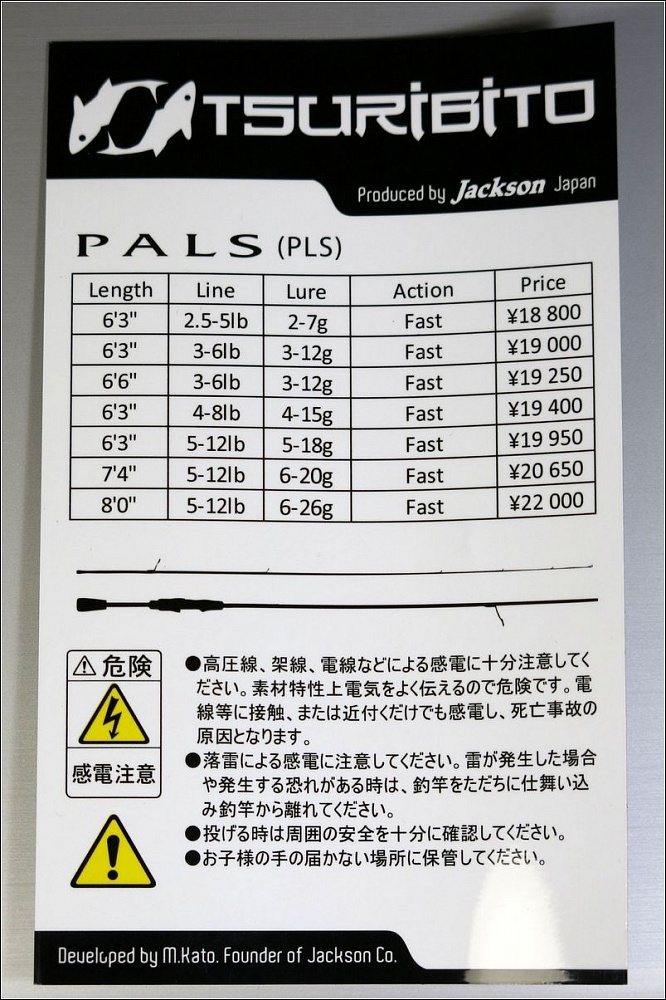 TSURIBITO
Produced by Jackson Japan
PALS (PLS)
Length Line Lure Action Price
6'3" 2.5-5lb 2-7g Fast ¥18 800
6'3" 3-6lb 3-12g Fast ¥19 000
6'6" 3-6lb 3-12g Fast ¥19 250
6'3" 4-8lb 4-15g Fast ¥19 400
6'3" 5-12lb 5-18g Fast ¥19 950
7'4" 5-12lb 6-20g Fast ¥20 650
8'0" 5-12lb 6-26g Fast ¥22 000
危険
感電注意
●高圧線、架線、電線などによる感電に十分注意してく
ださい。素材特性上電気をよく伝えるので危険です。電
線等に接触、または近付くだけでも感電し、死亡事故の
原因となります。
●落雷による感電に注意してください。雷が発生した場合
や発生する恐れがある時は、釣竿をただちに仕舞い込
み釣竿から離れてください。
●投げる時は周囲の安全を十分に確認してください。
●お子様の手の届かない場所に保管してください。
Developed by M.Kato. Founder of Jackson Co.